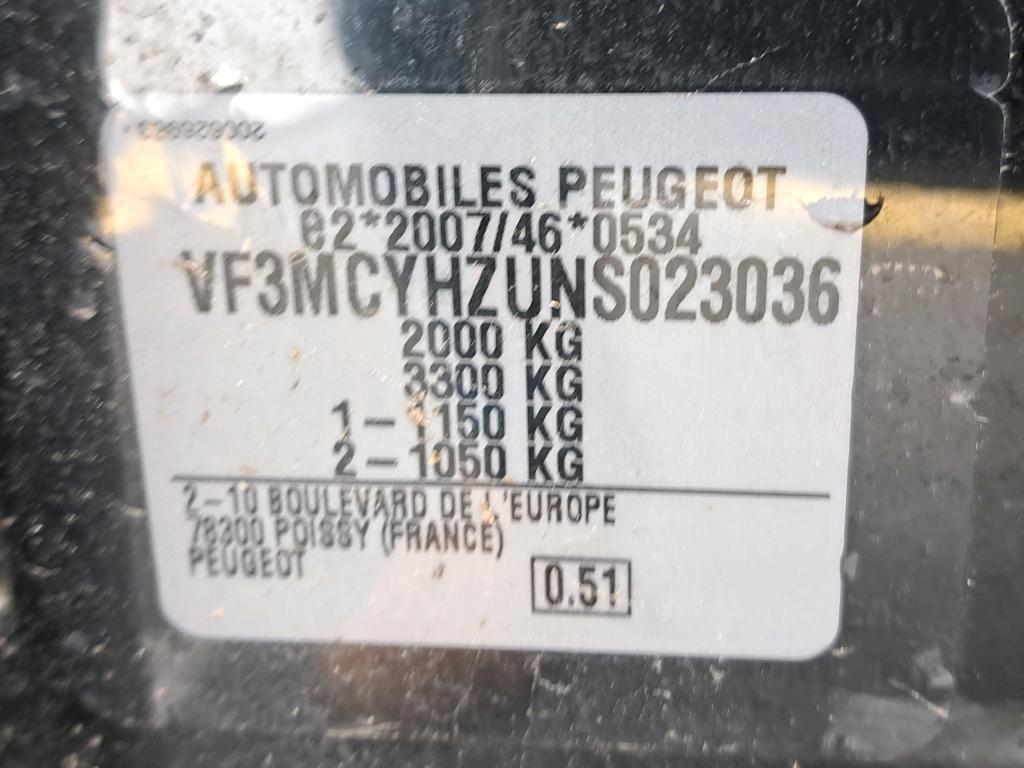 AUTOMOBILES PEUGEOT
e2*2007/46*0534
VF3MCYHZUNS023036
2000 KG
3300 KG
1-1150 KG
2-1050 KG
2-10 BOULEVARD DE L'EUROPE
78300 POISSY (FRANCE)
PEUGEOT
0.51